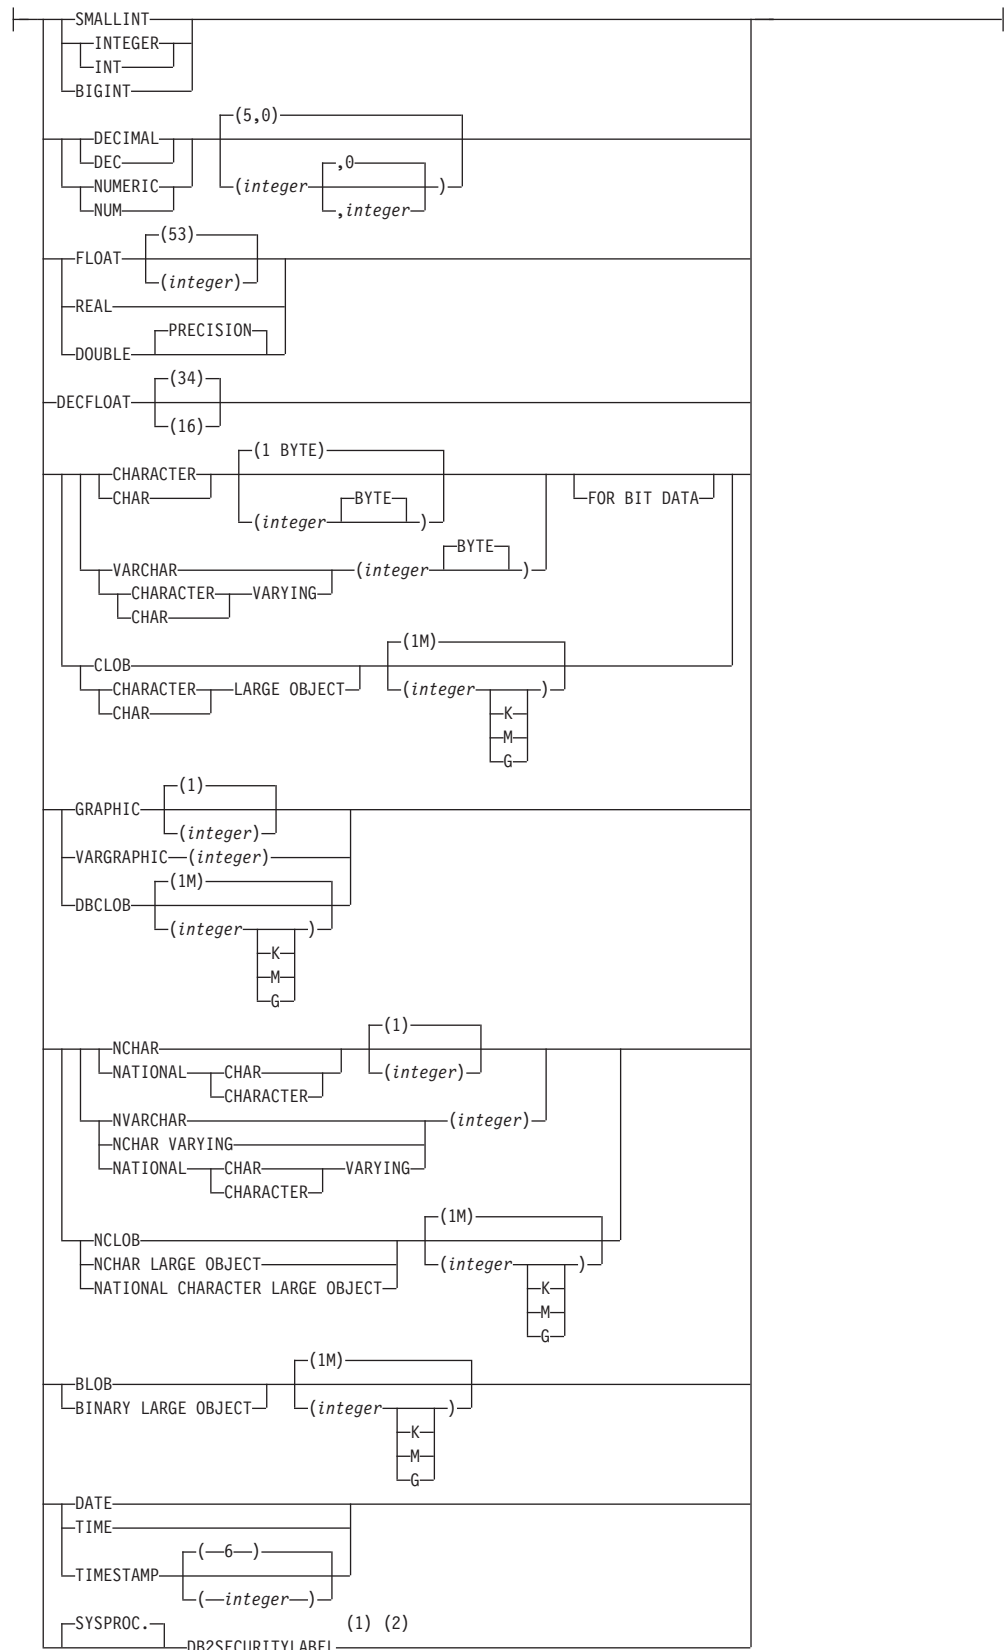 SMALLINT
INTEGER
INT
BIGINT
(5,0)
DECIMAL
DEC
,0
NUMERIC (integer )
NUM ,integer
(53)
FLOAT
(integer)
REAL
PRECISION
DOUBLE
(34)
DECFLOAT
(16)
(1 BYTE)
CHARACTER
CHAR FOR BIT DATA
BYTE
(integer )
BYTE
VARCHAR (integer )
CHARACTER VARYING
CHAR
(1M)
CLOB
CHARACTER LARGE OBJECT (integer )
CHAR K
M
G
(1)
GRAPHIC
(integer)
VARGRAPHIC (integer)
(1M)
DBCLOB
(integer )
K
M
G
(1)
NCHAR
NATIONAL CHAR (integer)
CHARACTER
NVARCHAR (integer)
NCHAR VARYING
NATIONAL CHAR VARYING
CHARACTER
(1M)
NCLOB
NCHAR LARGE OBJECT (integer )
NATIONAL CHARACTER LARGE OBJECT K
M
G
(1M)
BLOB
BINARY LARGE OBJECT (integer )
K
M
G
DATE
TIME
( 6 )
TIMESTAMP
( integer )
SYSPROC. (1) (2)
DB2SECURITYLABEL